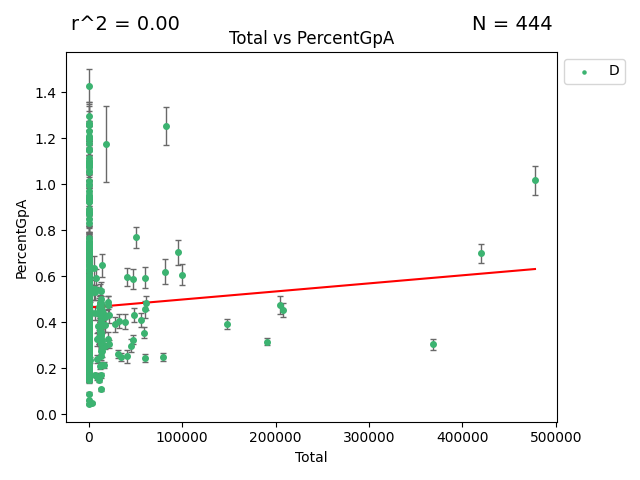 r^2 = 0.00
N = 444
Total vs PercentGpA
D
PercentGpA
1.4
1.2
1.0
0.8
0.6
0.4
0.2
0.0
0
100000
200000
300000
400000
500000
Total